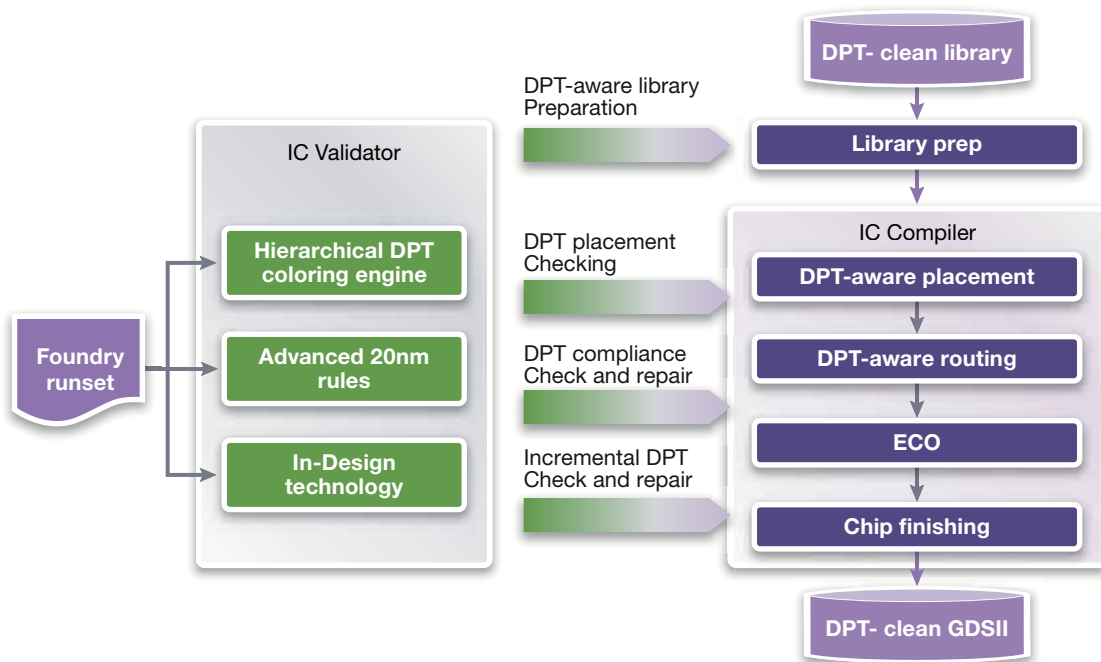 DPT- clean library
DPT-aware library
Preparation
Library prep
IC Validator
IC Compiler
Hierarchical DPT
coloring engine
DPT placement
Checking
DPT-aware placement
Foundry
runset
Advanced 20nm
rules
DPT compliance
Check and repair
DPT-aware routing
ECO
In-Design
technology
Incremental DPT
Check and repair
Chip finishing
DPT- clean GDSII